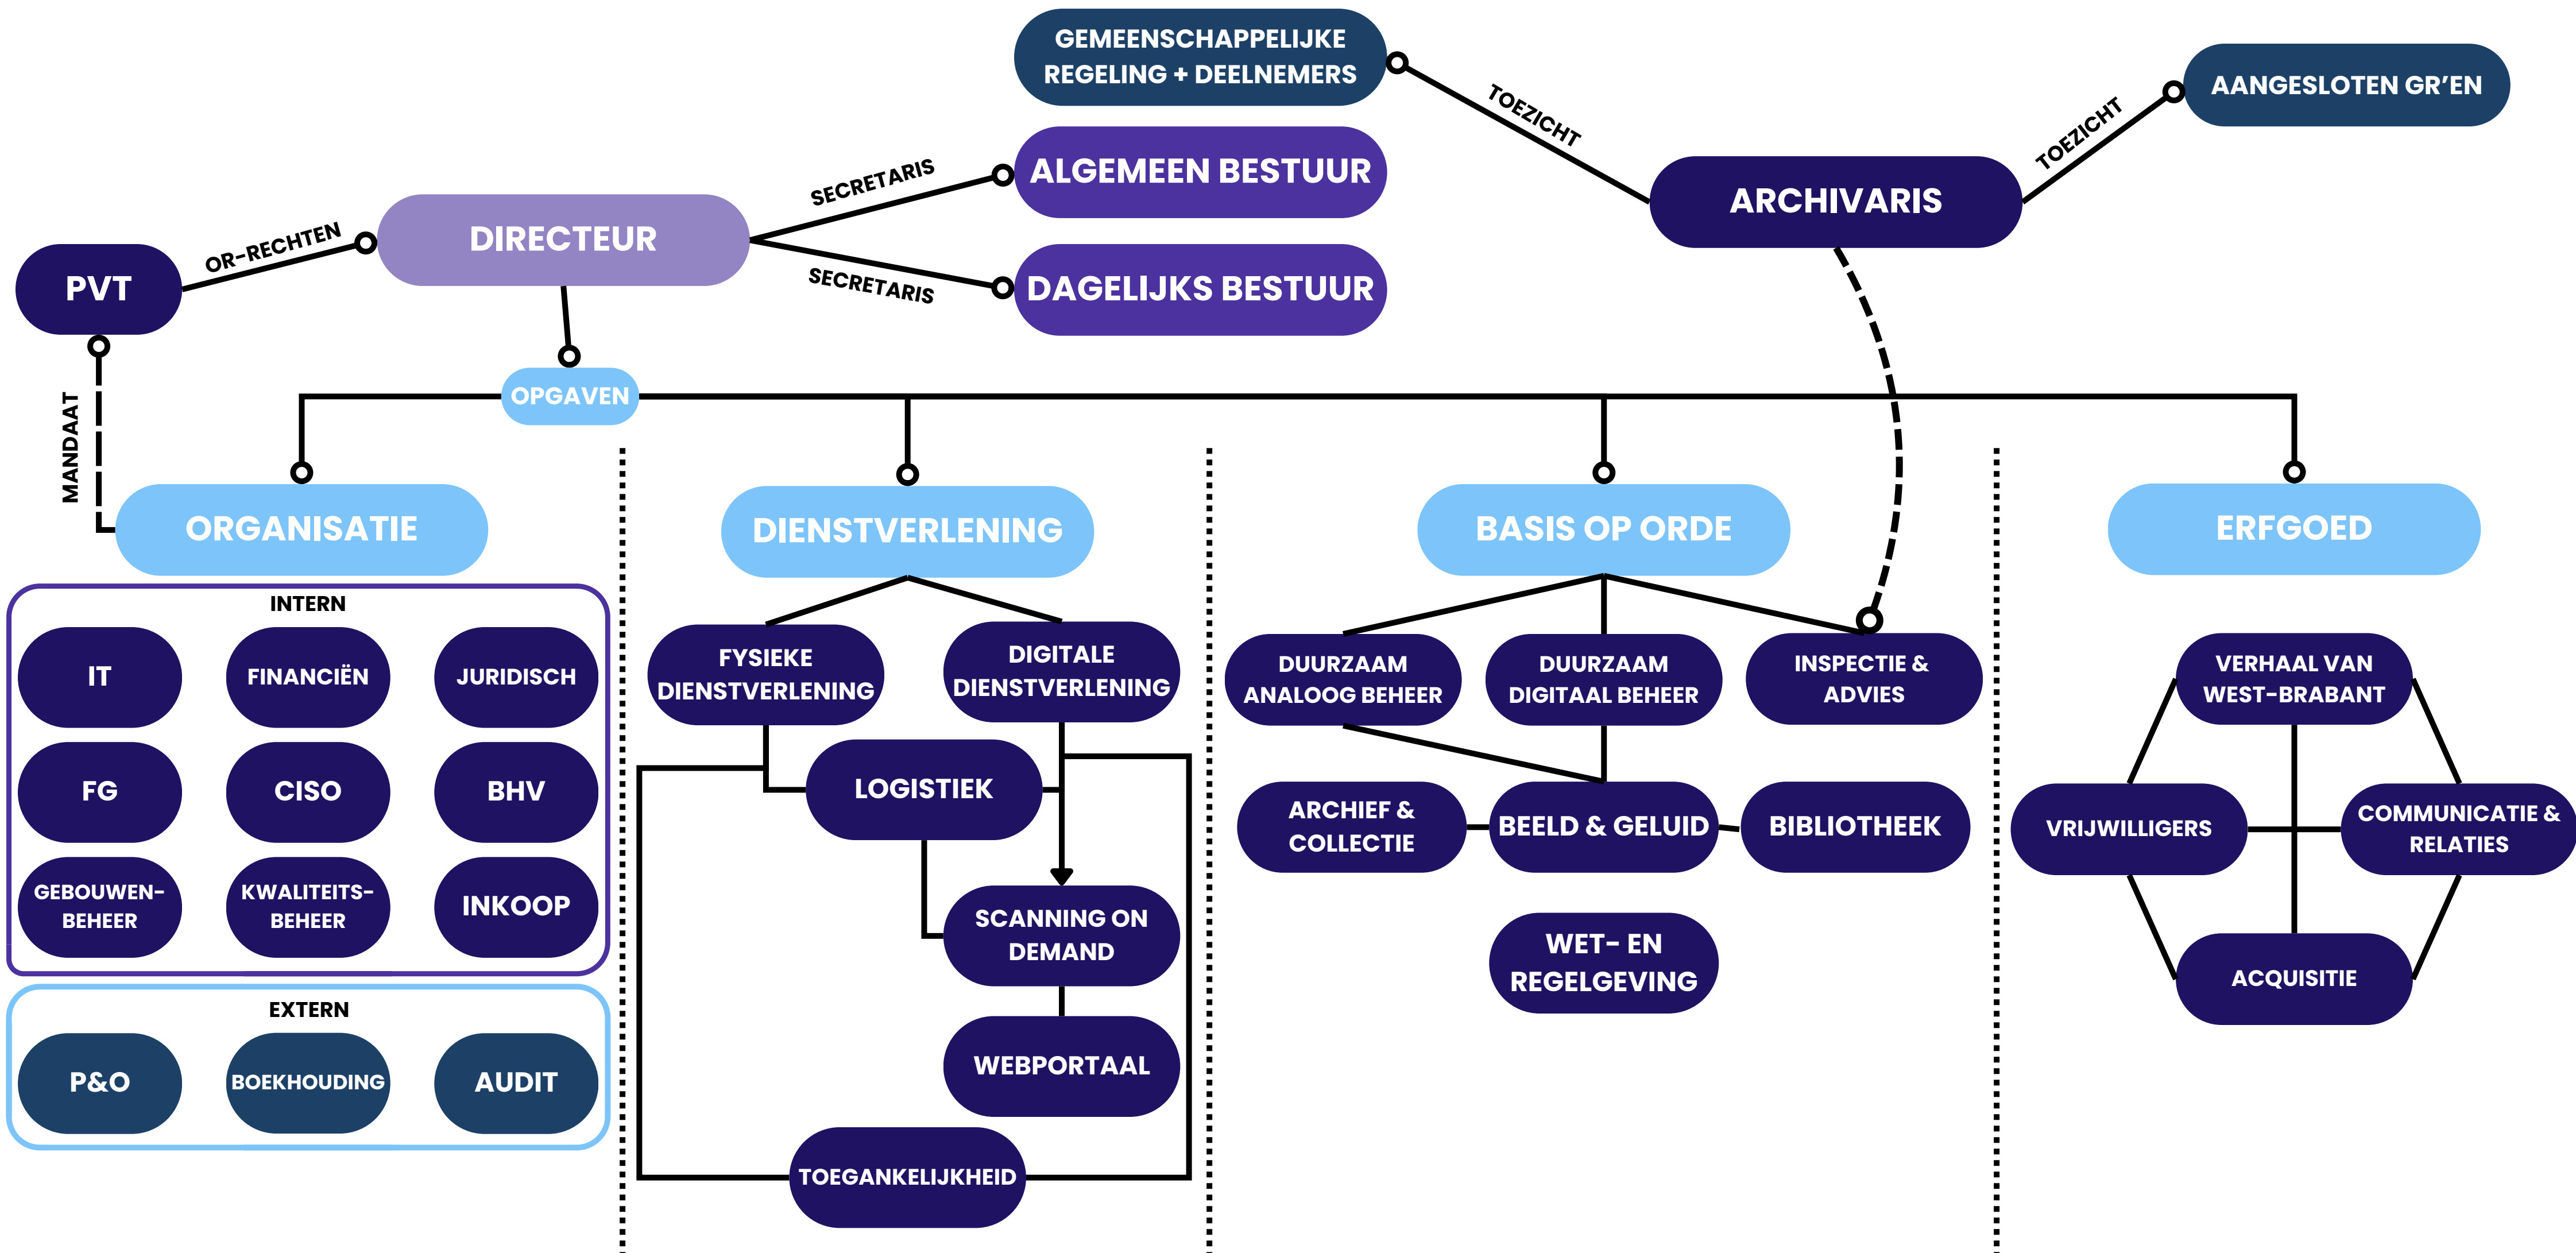 GEMEENSCHAPPELIJKE
REGELING + DEELNEMERS
AANGESLOTEN GR'EN
TOEZICHT
TOEZICHT
ALGEMEEN BESTUUR
SECRETARIS
ARCHIVARIS
DIRECTEUR
OR-RECHTEN
PVT
SECRETARIS
DAGELIJKS BESTUUR
OPGAVEN
MANDAAT
ORGANISATIE
INTERN
IT
FINANCIËN
JURIDISCH
FG
CISO
BHV
GEBOUWEN-
BEHEER
KWALITEITS-
BEHEER
INKOOP
EXTERN
P&O
BOEKHOUDING
AUDIT
DIENSTVERLENING
FYSIEKE
DIENSTVERLENING
DIGITALE
DIENSTVERLENING
LOGISTIEK
SCANNING ON
DEMAND
WEBPORTAAL
TOEGANKELIJKHEID
BASIS OP ORDE
DUURZAAM
ANALOOG BEHEER
DUURZAAM
DIGITAAL BEHEER
INSPECTIE &
ADVIES
ARCHIEF &
COLLECTIE
BEELD & GELUID
BIBLIOTHEEK
WET- EN
REGELGEVING
ERFGOED
VERHAAL VAN
WEST-BRABANT
VRIJWILLIGERS
COMMUNICATIE &
RELATIES
ACQUISITIE